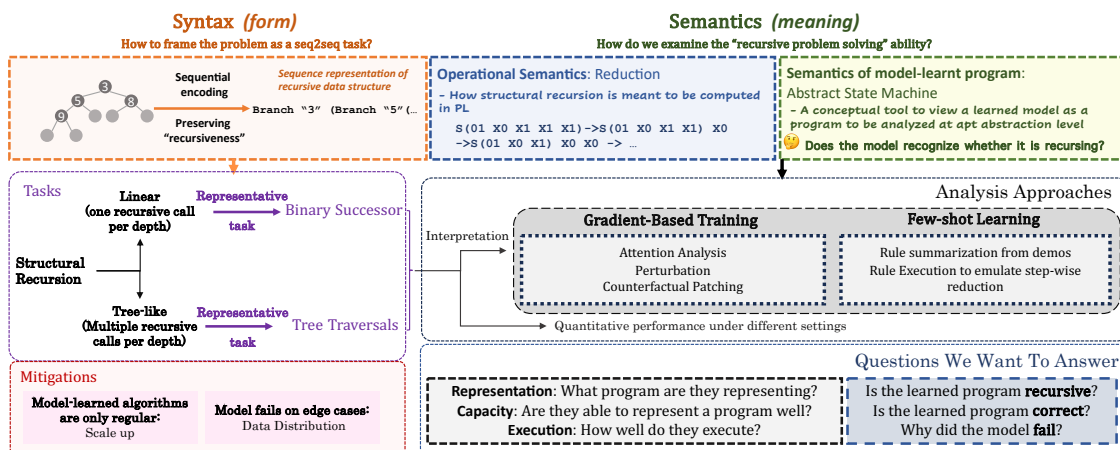 Syntax (form)
How to frame the problem as a seq2seq task?
3
5
8
9
Sequential
encoding
Preserving
“recursiveness”
Sequence representation of
recursive data structure
Branch “3” (Branch “5”(…
Semantics (meaning)
How do we examine the “recursive problem solving” ability?
Operational Semantics: Reduction
– How structural recursion is meant to be computed
in PL
S(01 X0 X1 X1 X1)->S(01 X0 X1 X1) X0
->S(01 X0 X1) X0 X0 -> …
Semantics of model-learnt program:
Abstract State Machine
– A conceptual tool to view a learned model as a
program to be analyzed at apt abstraction level
Does the model recognize whether it is recursing?
Tasks
Structural
Recursion
Linear
(one recursive call
per depth)
Representative
task
Binary Successor
Tree-like
(Multiple recursive
calls per depth)
Representative
task
Tree Traversals
Analysis Approaches
Interpretation
Gradient-Based Training
Attention Analysis
Perturbation
Counterfactual Patching
Few-shot Learning
Rule summarization from demos
Rule Execution to emulate step-wise
reduction
Quantitative performance under different settings
Mitigations
Model-learned algorithms
are only regular:
Scale up
Model fails on edge cases:
Data Distribution
Questions We Want To Answer
Representation: What program are they representing?
Capacity: Are they able to represent a program well?
Execution: How well do they execute?
Is the learned program recursive?
Is the learned program correct?
Why did the model fail?